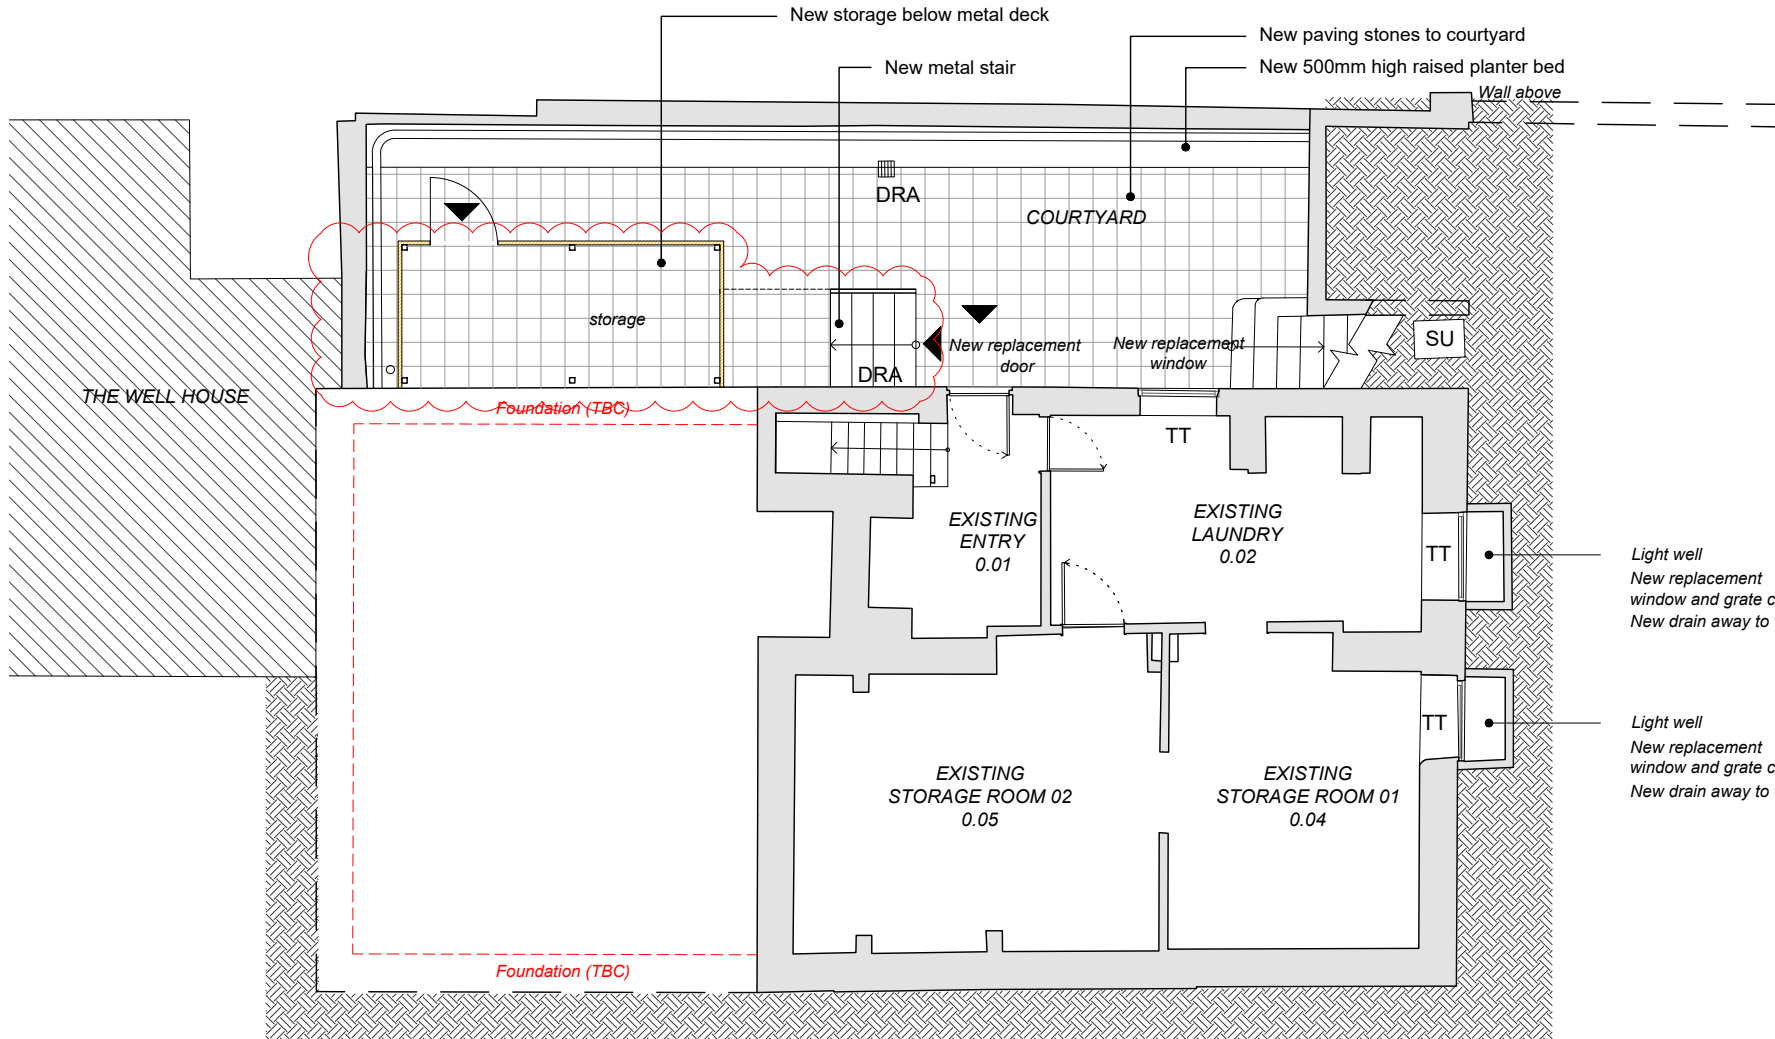 New storage below metal deck
New paving stones to courtyard
New metal stair
New 500mm high raised planter bed
Wall above
DRA
COURTYARD
storage
New replacement
door
New replacement
window
SU
DRA
THE WELL HOUSE
Foundation (TBC)
TT
EXISTING
ENTRY
0.01
EXISTING
LAUNDRY
0.02
TT
Light well
New replacement
window and grate c
New drain away to
TT
Light well
New replacement
window and grate c
New drain away to
EXISTING
STORAGE ROOM 02
0.05
EXISTING
STORAGE ROOM 01
0.04
Foundation (TBC)